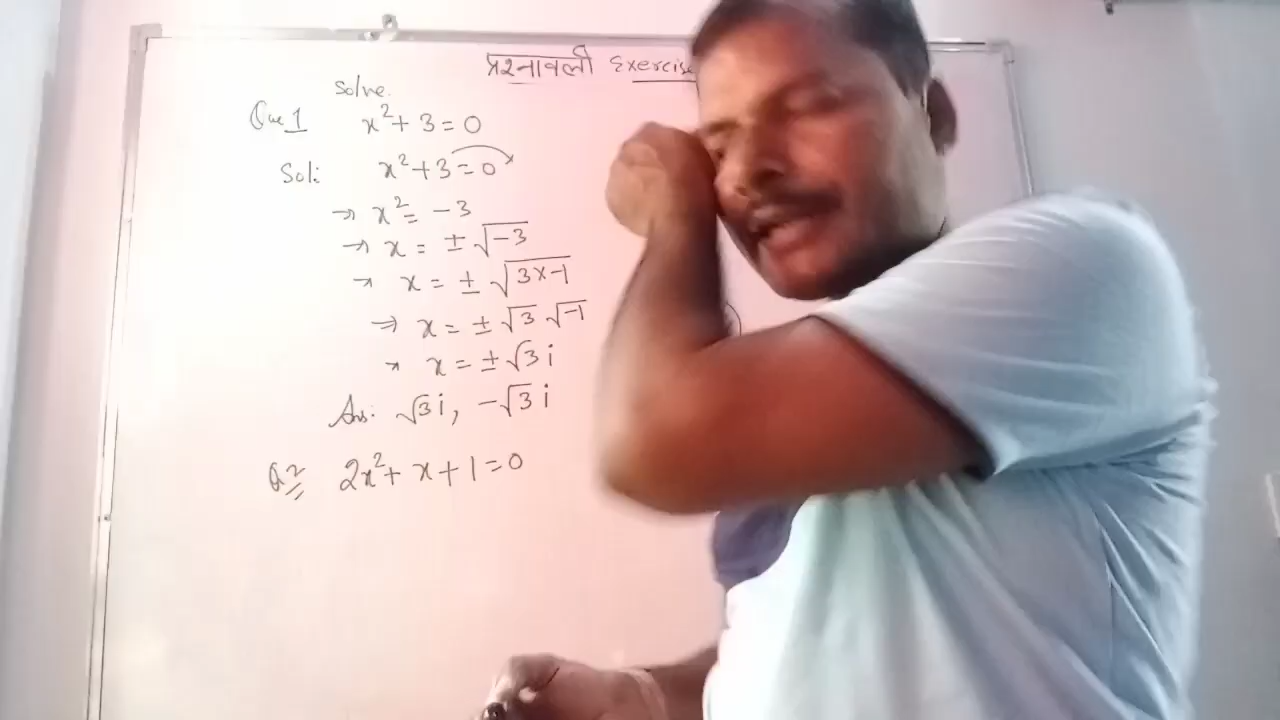 प्रश्नावली Exercise
Solve.
Que 1 x²+3=0
Sol: x²+3=0
→ x²=-3
→ x = ± √-3
→ x = ± √3×-1
⇒ x = ± √3 √-1
→ x = ± √3 i
Ans: √3 i, -√3 i
Q2 2x²+x+1=0